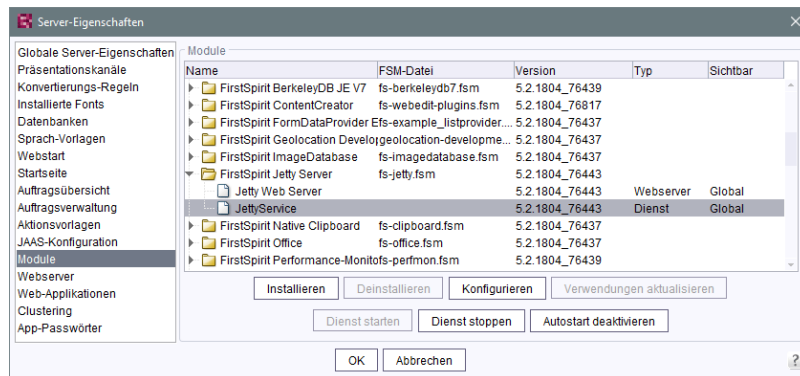 Server-Eigenschaften
Globale Server-Eigenschaften
Präsentationskanäle
Konvertierungs-Regeln
Installierte Fonts
Datenbanken
Sprach-Vorlagen
Webstart
Startseite
Auftragsübersicht
Auftragsverwaltung
Aktionsvorlagen
JAAS-Konfiguration
Module
Webserver
Web-Applikationen
Clustering
App-Passwörter
Module
Name FSM-Datei Version Typ Sichtbar
FirstSpirit BerkeleyDB JE V7 fs-berkeleydb7.fsm 5.2.1804_76439
FirstSpirit ContentCreator fs-webedit-plugins.fsm 5.2.1804_76817
FirstSpirit FormDataProvider E fs-example_listprovider.... 5.2.1804_76437
FirstSpirit Geolocation Develop geolocation-developme... 5.2.1804_76437
FirstSpirit ImageDatabase fs-imagedatabase.fsm 5.2.1804_76437
FirstSpirit Jetty Server fs-jetty.fsm 5.2.1804_76443
Jetty Web Server 5.2.1804_76443 Webserver Global
JettyService 5.2.1804_76443 Dienst Global
FirstSpirit Native Clipboard fs-clipboard.fsm 5.2.1804_76437
FirstSpirit Office fs-office.fsm 5.2.1804_76437
FirstSpirit Performance-Monito fs-perfmon.fsm 5.2.1804_76439
Installieren Deinstallieren Konfigurieren Verwendungen aktualisieren
Dienst starten Dienst stoppen Autostart deaktivieren
OK Abbrechen
?